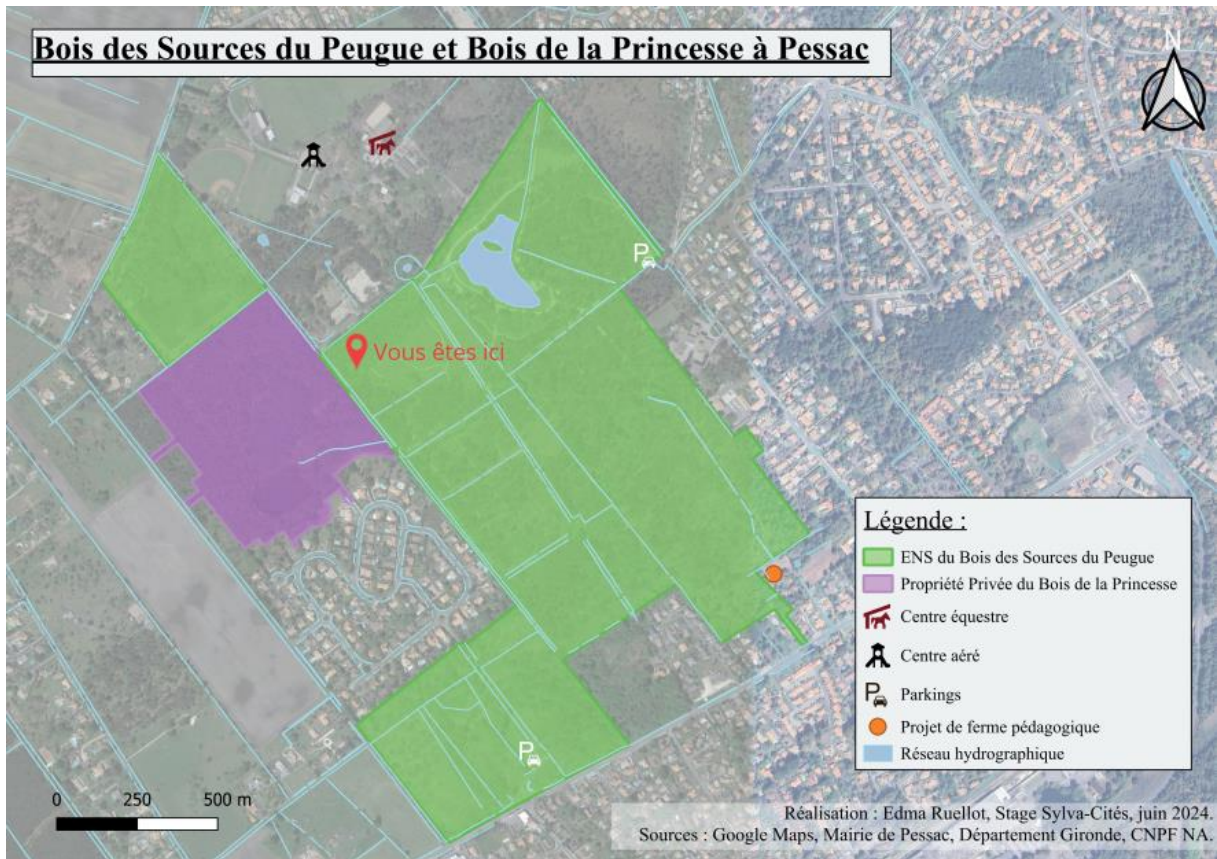 Bois des Sources du Peugue et Bois de la Princesse à Pessac
N
P
Vous êtes ici
P
Légende :
ENS du Bois des Sources du Peugue
Propriété Privée du Bois de la Princesse
Centre équestre
Centre aéré
P Parkings
Projet de ferme pédagogique
Réseau hydrographique
0 250 500 m
Réalisation : Edma Ruellot, Stage Sylva-Cités, juin 2024.
Sources : Google Maps, Mairie de Pessac, Département Gironde, CNPF NA.